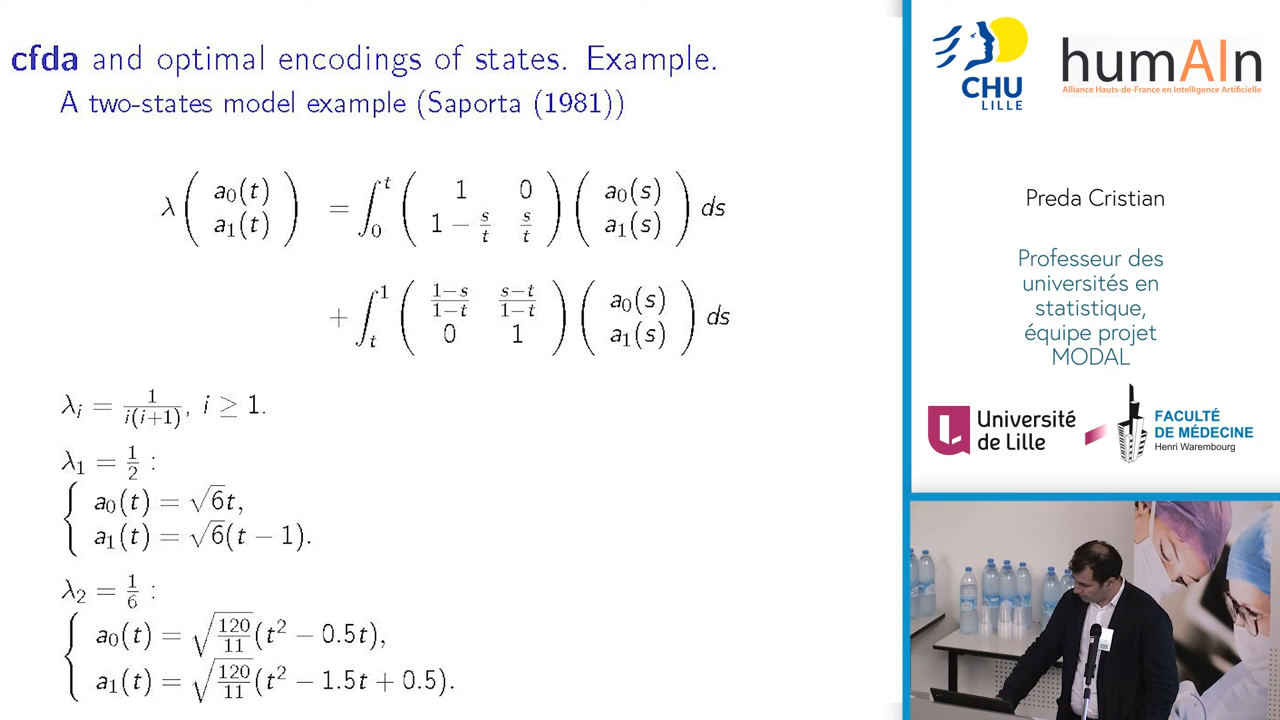 cfda and optimal encodings of states. Example.
A two-states model example (Saporta (1981))
λ ( a₀(t) a₁(t) ) = ∫₀ᵗ ( 1 0 1 − s/t s/t ) ( a₀(s) a₁(s) ) ds
+ ∫ₜ¹ ( (1−s)/(1−t) (s−t)/(1−t) 0 1 ) ( a₀(s) a₁(s) ) ds
λᵢ = 1/(i(i+1)), i ≥ 1.
λ₁ = 1/2 :
{ a₀(t) = √6t,
a₁(t) = √6(t − 1).
λ₂ = 1/6 :
{ a₀(t) = √(120/11)(t² − 0.5t),
a₁(t) = √(120/11)(t² − 1.5t + 0.5).
CHU
LILLE
humAIn
Alliance Hauts-de-France en Intelligence Artificielle
Preda Cristian
Professeur des
universités en
statistique,
équipe projet
MODAL
Université
de Lille
FACULTÉ
DE MÉDECINE
Henri Warembourg